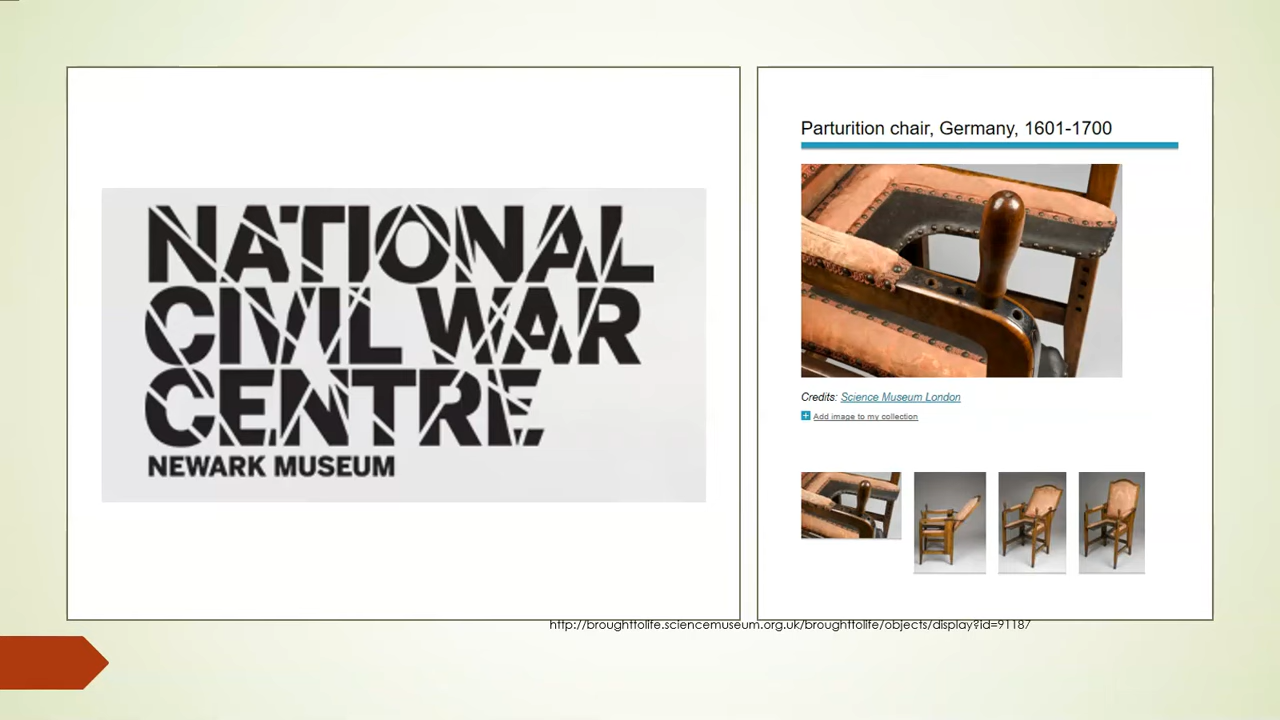 NATIONAL
CIVIL WAR
CENTRE
NEWARK MUSEUM
Parturition chair, Germany, 1601-1700
Credits: Science Museum London
Add image to my collection
http://broughttolife.sciencemuseum.org.uk/broughttolife/objects/display?id=91187